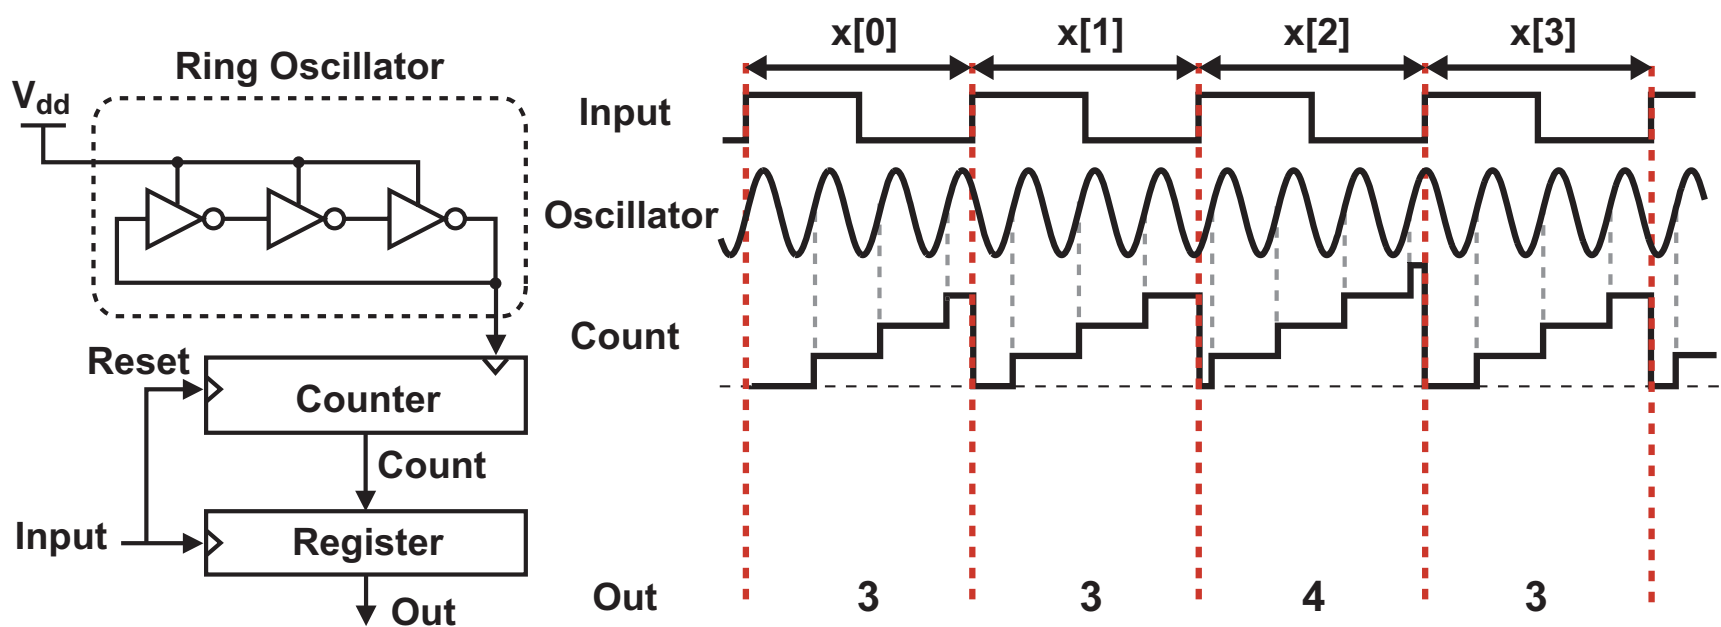 Ring Oscillator
Vdd
Reset
Counter
Count
Input
Register
Out
x[0] x[1] x[2] x[3]
Input
Oscillator
Count
Out 3 3 4 3